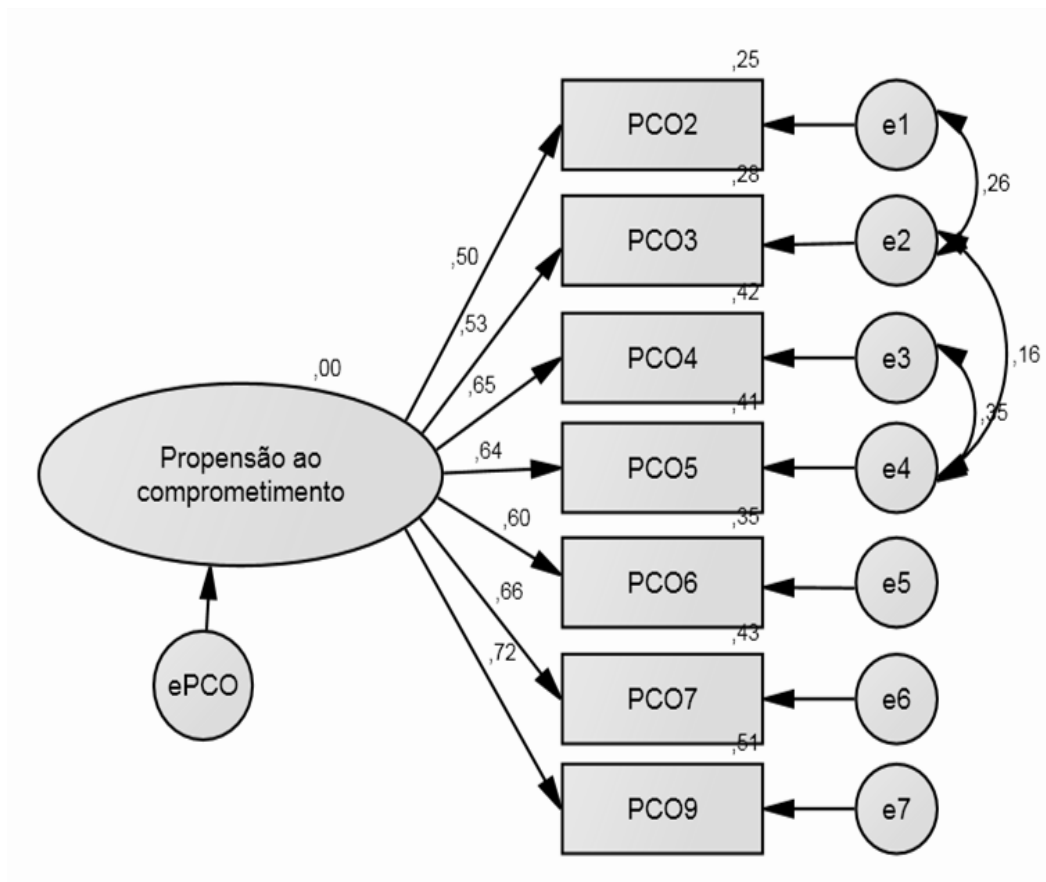 ,25
PCO2
e1
,26
,28
PCO3
e2
,50
,53
,42
PCO4
e3
,16
,65
,00
,41
,35
Propensão ao
comprometimento
,64
PCO5
e4
,60
,35
PCO6
e5
,66
,43
,72
ePCO
PCO7
e6
,51
PCO9
e7